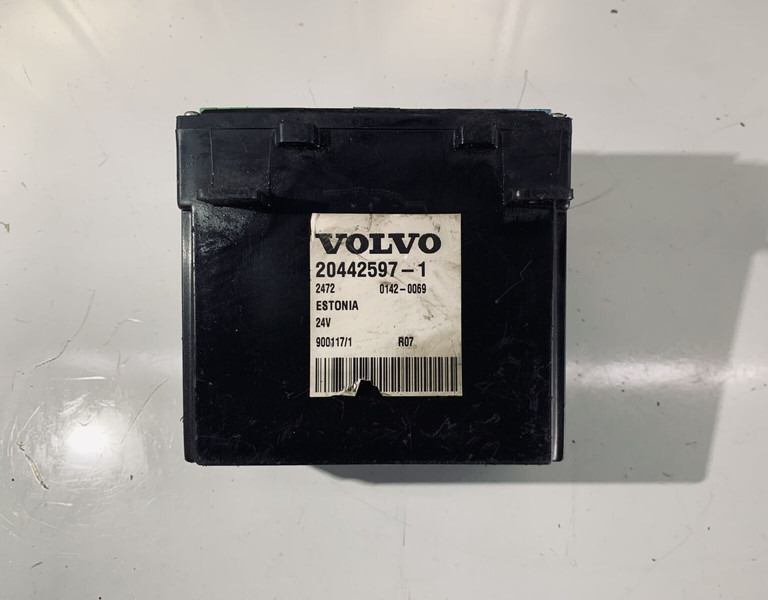 VOLVO
20442597-1
2472 0142-0069
ESTONIA
24V
900117/1 R07